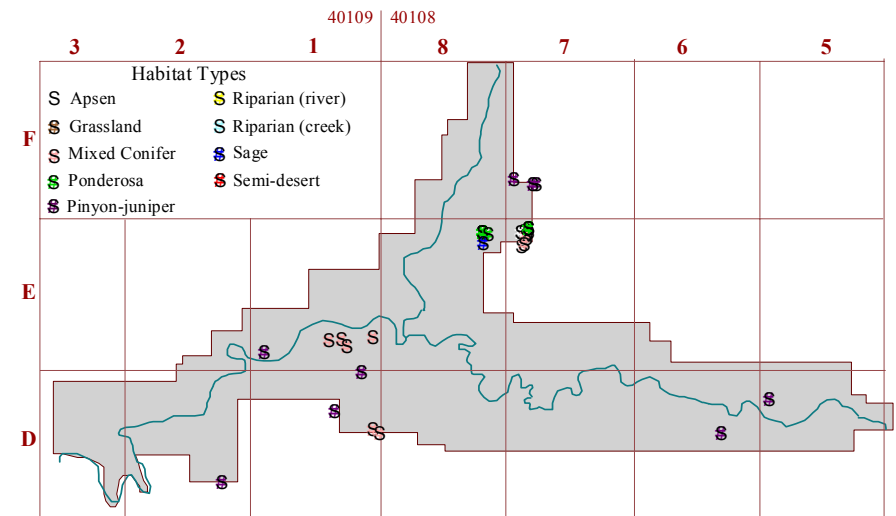 40109 40108
3 2 1 8 7 6 5
Habitat Types
S Apsen S Riparian (river)
S Grassland S Riparian (creek)
S Mixed Conifer S Sage
S Ponderosa S Semi-desert
S Pinyon-juniper
F
S S S
S S S S S S S S
E
S S S S S
S
S S
D
S S S
S